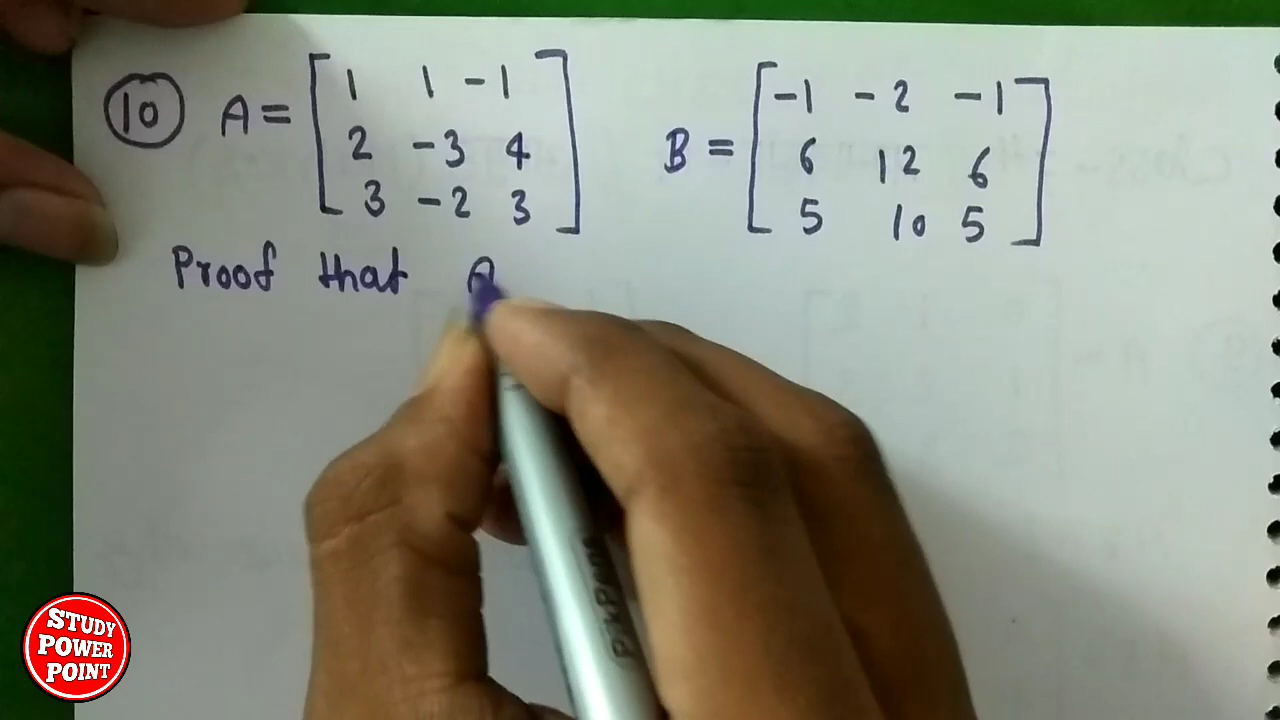 10 A = [ 1 1 -1 B = [ -1 -2 -1
2 -3 4 6 12 6
3 -2 3 ] 5 10 5 ]
Proof that A
STUDY
POWER
POINT